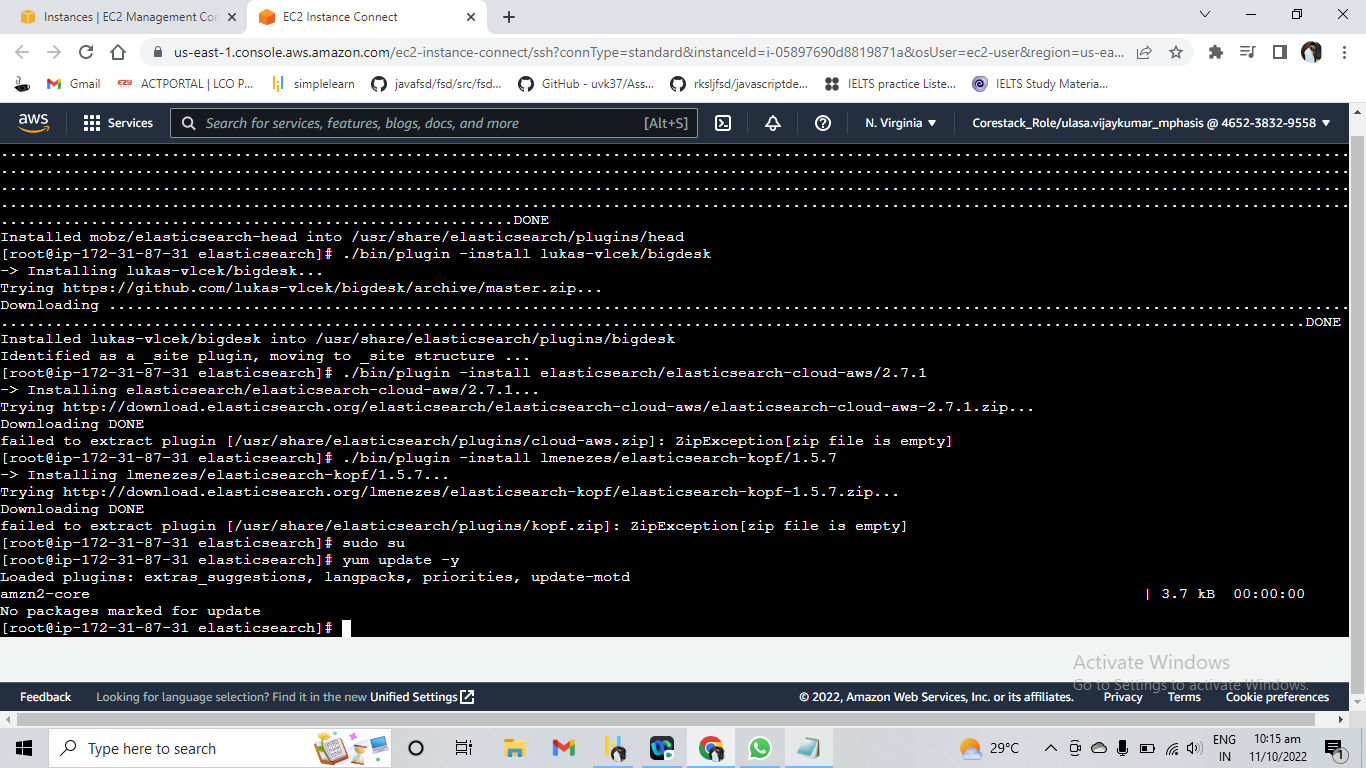 Instances | EC2 Management Con
EC2 Instance Connect
us-east-1.console.aws.amazon.com/ec2-instance-connect/ssh?connType=standard&instanceId=i-05897690d8819871a&osUser=ec2-user&region=us-ea...
Gmail
ACTPORTAL | LCO P...
simplelearn
javafsd/fsd/src/fsd...
GitHub - uvk37/Ass...
rksljfsd/javascriptde...
IELTS practice Liste...
IELTS Study Materia...
aws
Services
Search for services, features, blogs, docs, and more
[Alt+S]
N. Virginia
Corestack_Role/ulasa.vijaykumar_mphasis @ 4652-3832-9558
.........................................................DONE
Installed mobz/elasticsearch-head into /usr/share/elasticsearch/plugins/head
[root@ip-172-31-87-31 elasticsearch]# ./bin/plugin -install lukas-vlcek/bigdesk
-> Installing lukas-vlcek/bigdesk...
Trying https://github.com/lukas-vlcek/bigdesk/archive/master.zip...
Downloading ..........................................................................................................................................
.................................................................................................................................................DONE
Installed lukas-vlcek/bigdesk into /usr/share/elasticsearch/plugins/bigdesk
Identified as a _site plugin, moving to _site structure ...
[root@ip-172-31-87-31 elasticsearch]# ./bin/plugin -install elasticsearch/elasticsearch-cloud-aws/2.7.1
-> Installing elasticsearch/elasticsearch-cloud-aws/2.7.1...
Trying http://download.elasticsearch.org/elasticsearch/elasticsearch-cloud-aws/elasticsearch-cloud-aws-2.7.1.zip...
Downloading DONE
failed to extract plugin [/usr/share/elasticsearch/plugins/cloud-aws.zip]: ZipException[zip file is empty]
[root@ip-172-31-87-31 elasticsearch]# ./bin/plugin -install lmenezes/elasticsearch-kopf/1.5.7
-> Installing lmenezes/elasticsearch-kopf/1.5.7...
Trying http://download.elasticsearch.org/lmenezes/elasticsearch-kopf/elasticsearch-kopf-1.5.7.zip...
Downloading DONE
failed to extract plugin [/usr/share/elasticsearch/plugins/kopf.zip]: ZipException[zip file is empty]
[root@ip-172-31-87-31 elasticsearch]# sudo su
[root@ip-172-31-87-31 elasticsearch]# yum update -y
Loaded plugins: extras_suggestions, langpacks, priorities, update-motd
amzn2-core | 3.7 kB 00:00:00
No packages marked for update
[root@ip-172-31-87-31 elasticsearch]#
Activate Windows
Go to Settings to activate Windows.
Feedback
Looking for language selection? Find it in the new Unified Settings
© 2022, Amazon Web Services, Inc. or its affiliates.
Privacy
Terms
Cookie preferences
Type here to search
29°C
ENG
IN
10:15 am
11/10/2022
1